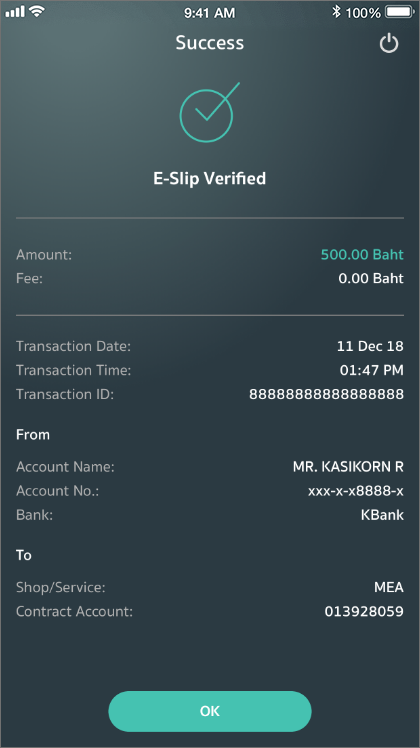 9:41 AM 100%
Success
E-Slip Verified
Amount: 500.00 Baht
Fee: 0.00 Baht
Transaction Date: 11 Dec 18
Transaction Time: 01:47 PM
Transaction ID: 88888888888888888
From
Account Name: MR. KASIKORN R
Account No.: xxx-x-x8888-x
Bank: KBank
To
Shop/Service: MEA
Contract Account: 013928059
OK